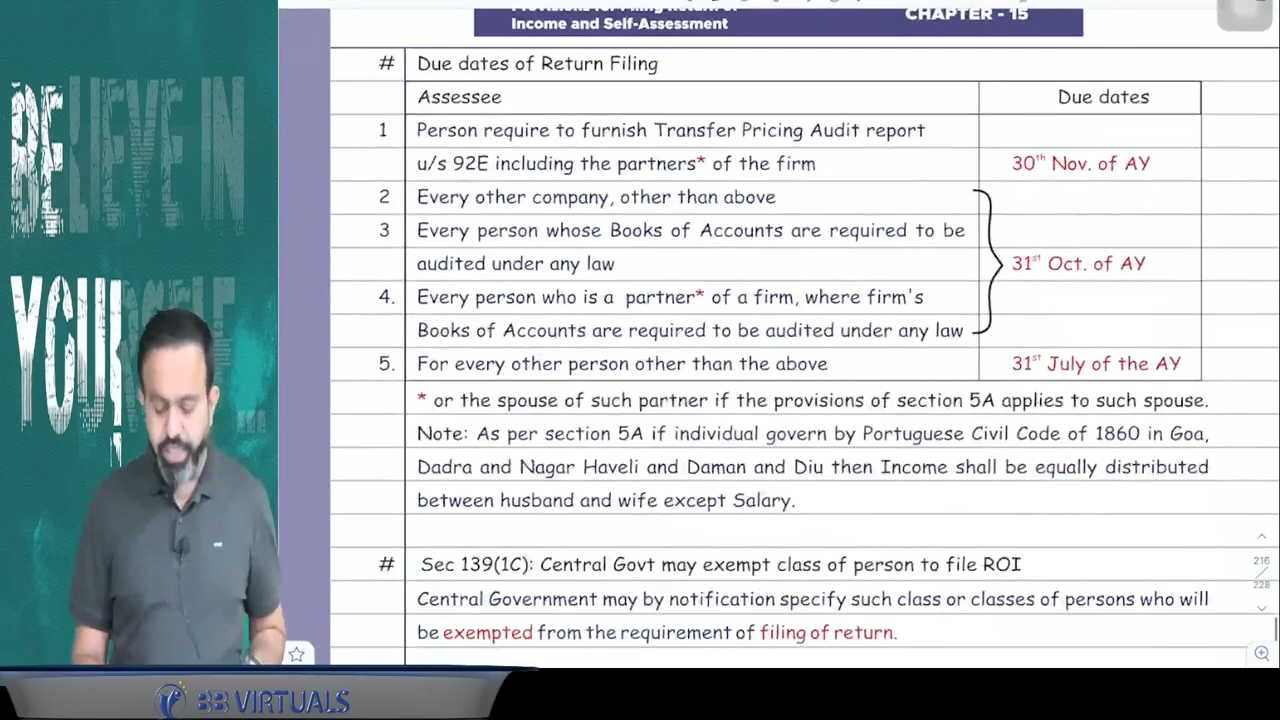 BELIEVE IN
YOURSELF...
Provisions for Filing Return of
Income and Self-Assessment
CHAPTER - 15
# Due dates of Return Filing
Assessee Due dates
1 Person require to furnish Transfer Pricing Audit report
u/s 92E including the partners* of the firm 30th Nov. of AY
2 Every other company, other than above
3 Every person whose Books of Accounts are required to be
audited under any law 31st Oct. of AY
4. Every person who is a partner* of a firm, where firm's
Books of Accounts are required to be audited under any law
5. For every other person other than the above 31st July of the AY
* or the spouse of such partner if the provisions of section 5A applies to such spouse.
Note: As per section 5A if individual govern by Portuguese Civil Code of 1860 in Goa,
Dadra and Nagar Haveli and Daman and Diu then Income shall be equally distributed
between husband and wife except Salary.
# Sec 139(1C): Central Govt may exempt class of person to file ROI
Central Government may by notification specify such class or classes of persons who will
be exempted from the requirement of filing of return.
216
228
BB VIRTUALS